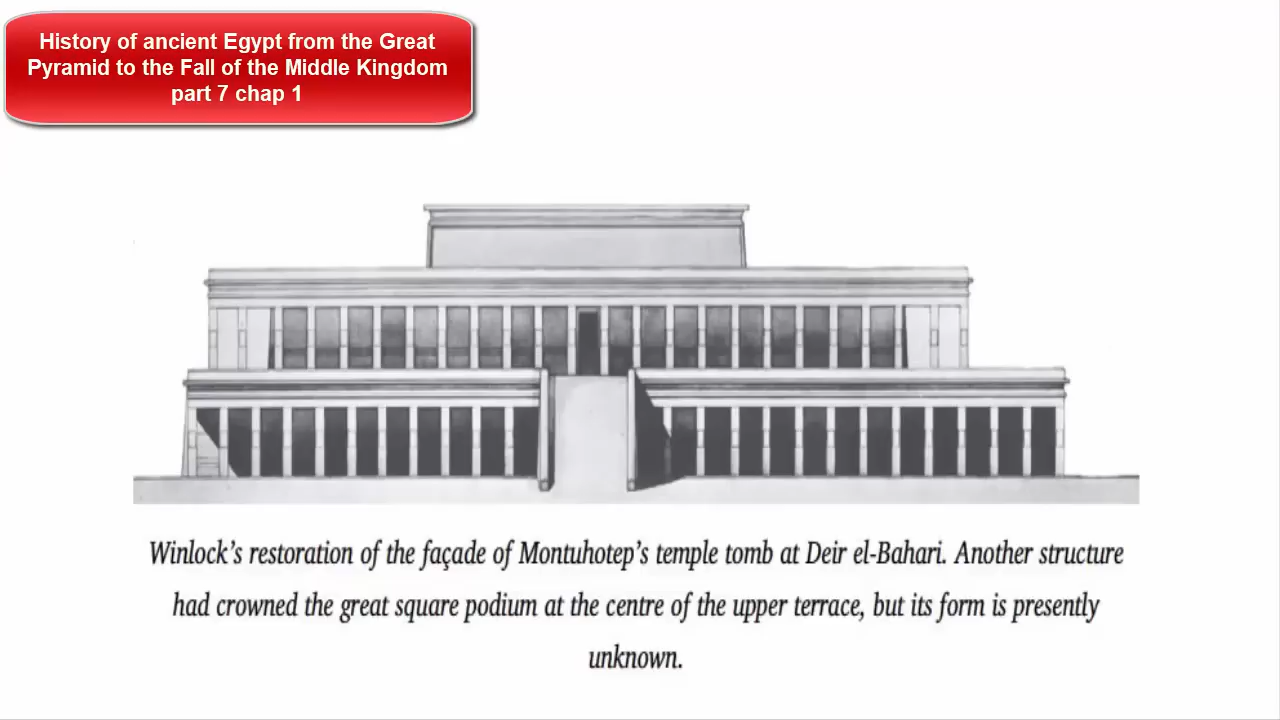 History of ancient Egypt from the Great
Pyramid to the Fall of the Middle Kingdom
part 7 chap 1
Winlock’s restoration of the façade of Montuhotep’s temple tomb at Deir el-Bahari. Another structure
had crowned the great square podium at the centre of the upper terrace, but its form is presently
unknown.